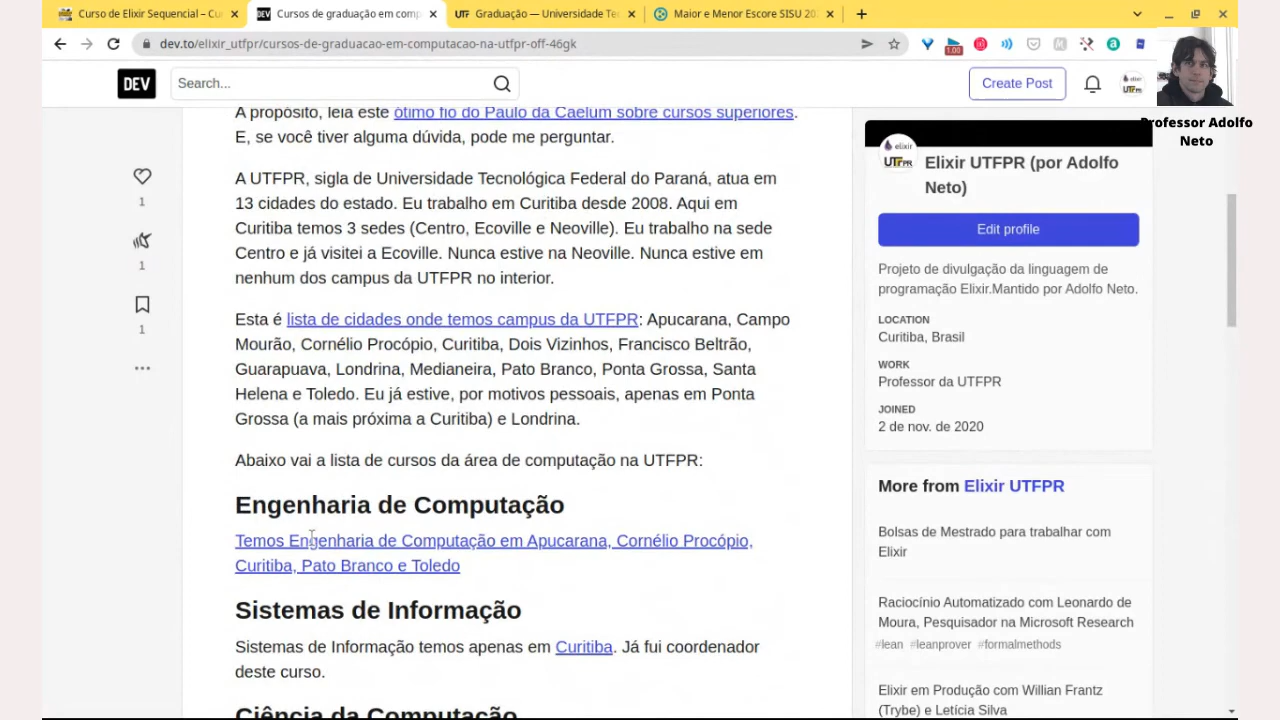 Curso de Elixir Sequencial – Cu
Cursos de graduação em comp
Graduação — Universidade Te
Maior e Menor Escore SISU 20
dev.to/elixir_utfpr/cursos-de-graduacao-em-computacao-na-utfpr-off-46gk
1.00
DEV
Search...
Create Post
Professor Adolfo
Neto
A propósito, leia este ótimo fio do Paulo da Caelum sobre cursos superiores.
E, se você tiver alguma dúvida, pode me perguntar.
A UTFPR, sigla de Universidade Tecnológica Federal do Paraná, atua em
13 cidades do estado. Eu trabalho em Curitiba desde 2008. Aqui em
Curitiba temos 3 sedes (Centro, Ecoville e Neoville). Eu trabalho na sede
Centro e já visitei a Ecoville. Nunca estive na Neoville. Nunca estive em
nenhum dos campus da UTFPR no interior.
Esta é lista de cidades onde temos campus da UTFPR: Apucarana, Campo
Mourão, Cornélio Procópio, Curitiba, Dois Vizinhos, Francisco Beltrão,
Guarapuava, Londrina, Medianeira, Pato Branco, Ponta Grossa, Santa
Helena e Toledo. Eu já estive, por motivos pessoais, apenas em Ponta
Grossa (a mais próxima a Curitiba) e Londrina.
Abaixo vai a lista de cursos da área de computação na UTFPR:
Engenharia de Computação
Temos Engenharia de Computação em Apucarana, Cornélio Procópio,
Curitiba, Pato Branco e Toledo
Sistemas de Informação
Sistemas de Informação temos apenas em Curitiba. Já fui coordenador
deste curso.
Ciência da Computação
1
1
1
elixir
UTFPR
Elixir UTFPR (por Adolfo
Neto)
Edit profile
Projeto de divulgação da linguagem de
programação Elixir.Mantido por Adolfo Neto.
LOCATION
Curitiba, Brasil
WORK
Professor da UTFPR
JOINED
2 de nov. de 2020
More from Elixir UTFPR
Bolsas de Mestrado para trabalhar com
Elixir
Raciocínio Automatizado com Leonardo de
Moura, Pesquisador na Microsoft Research
#lean #leanprover #formalmethods
Elixir em Produção com Willian Frantz
(Trybe) e Letícia Silva